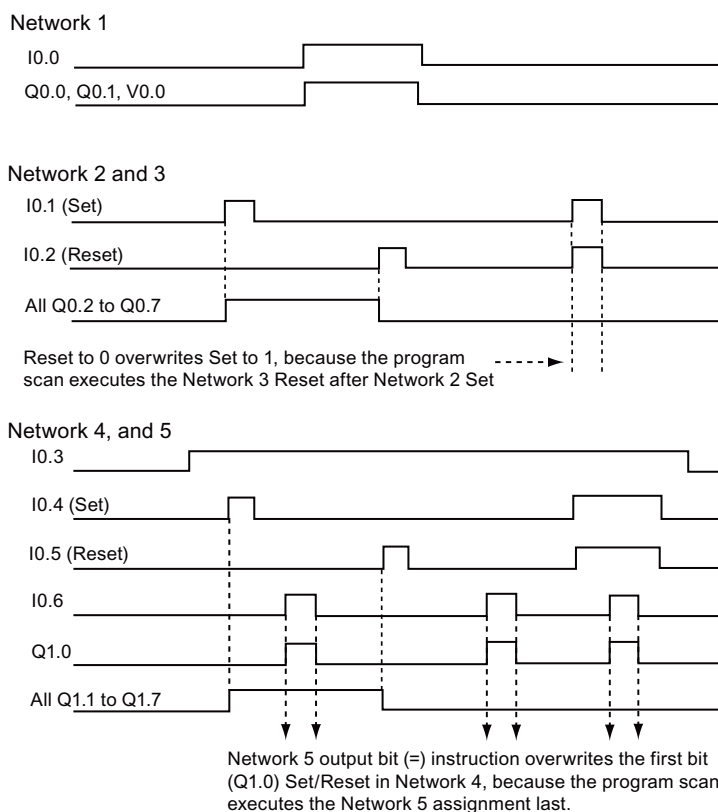 Network 1
I0.0
Q0.0, Q0.1, V0.0
Network 2 and 3
I0.1 (Set)
I0.2 (Reset)
All Q0.2 to Q0.7
Reset to 0 overwrites Set to 1, because the program
scan executes the Network 3 Reset after Network 2 Set
Network 4, and 5
I0.3
I0.4 (Set)
I0.5 (Reset)
I0.6
Q1.0
All Q1.1 to Q1.7
Network 5 output bit (=) instruction overwrites the first bit
(Q1.0) Set/Reset in Network 4, because the program scan
executes the Network 5 assignment last.